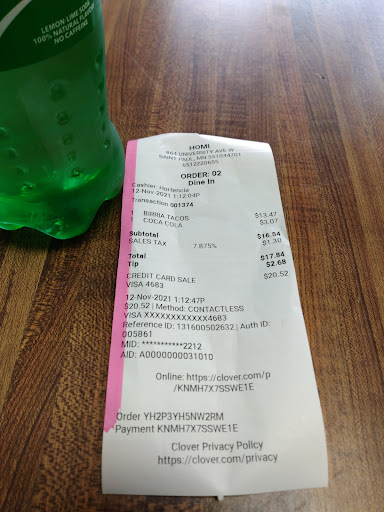 LEMON LIME SODA
100% NATURAL FLAVORS
NO CAFFEINE
HOMI
864 UNIVERSITY AVE W
SAINT PAUL, MN 551044701
6512220655
ORDER: 02
Dine In
Cashier: Hortencia
12-Nov-2021 1:12:04P
Transaction 001374
1 BIRRIA TACOS $13.47
1 COCA COLA $3.07
Subtotal $16.54
SALES TAX 7.875% $1.30
Total $17.84
Tip $2.68
CREDIT CARD SALE $20.52
VISA 4683
12-Nov-2021 1:12:47P
$20.52 | Method: CONTACTLESS
VISA XXXXXXXXXXXX4683
Reference ID: 131600502632 | Auth ID:
005861
MID: ***********2212
AID: A0000000031010
Online: https://clover.com/p
/KNMH7X7SSWE1E
Order YH2P3YH5NW2RM
Payment KNMH7X7SSWE1E
Clover Privacy Policy
https://clover.com/privacy